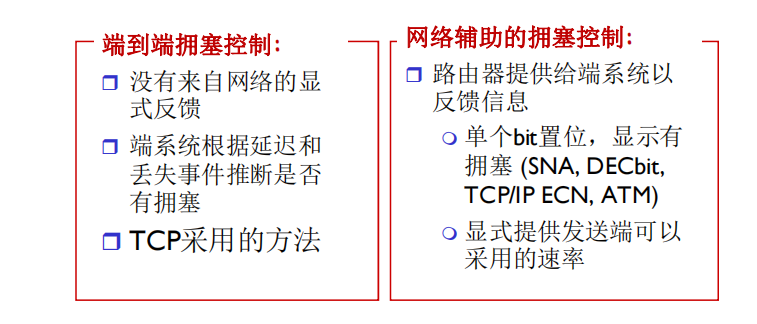 端到端拥塞控制：
没有来自网络的显
式反馈
端系统根据延迟和
丢失事件推断是否
有拥塞
TCP采用的方法
网络辅助的拥塞控制：
路由器提供给端系统以
反馈信息
单个bit置位，显示有
拥塞 (SNA, DECbit,
TCP/IP ECN, ATM)
显式提供发送端可以
采用的速率